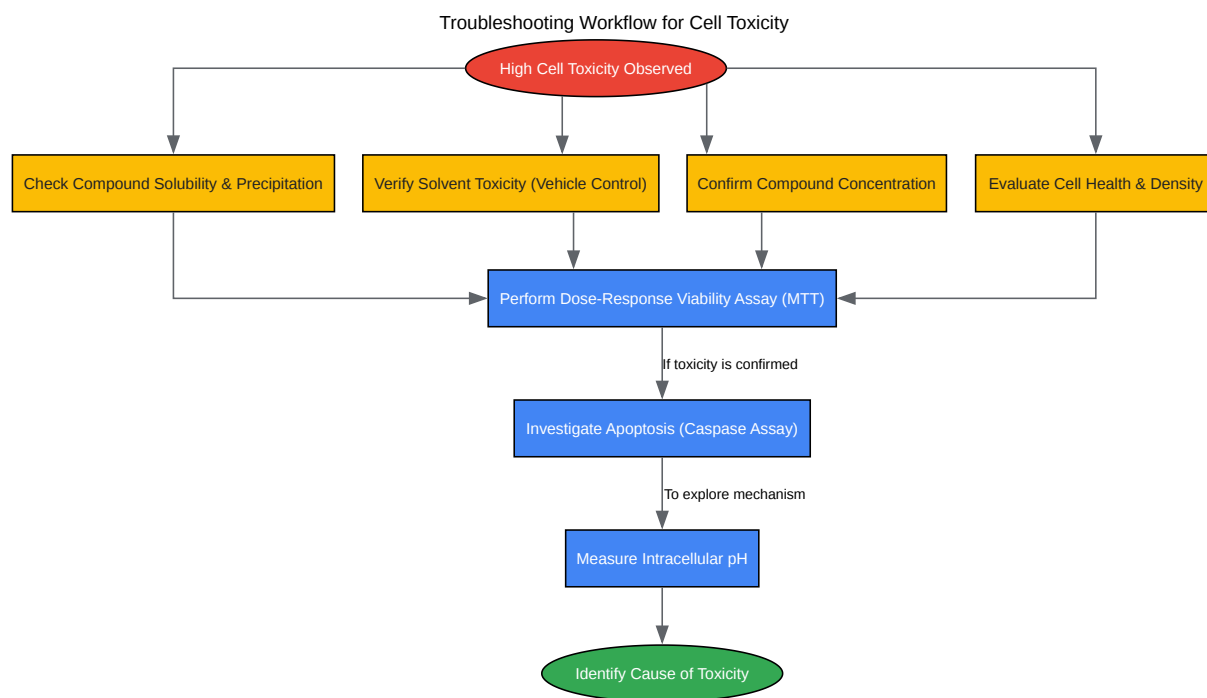 Troubleshooting Workflow for Cell Toxicity
High Cell Toxicity Observed
Check Compound Solubility & Precipitation
Verify Solvent Toxicity (Vehicle Control)
Confirm Compound Concentration
Evaluate Cell Health & Density
Perform Dose-Response Viability Assay (MTT)
If toxicity is confirmed
Investigate Apoptosis (Caspase Assay)
To explore mechanism
Measure Intracellular pH
Identify Cause of Toxicity